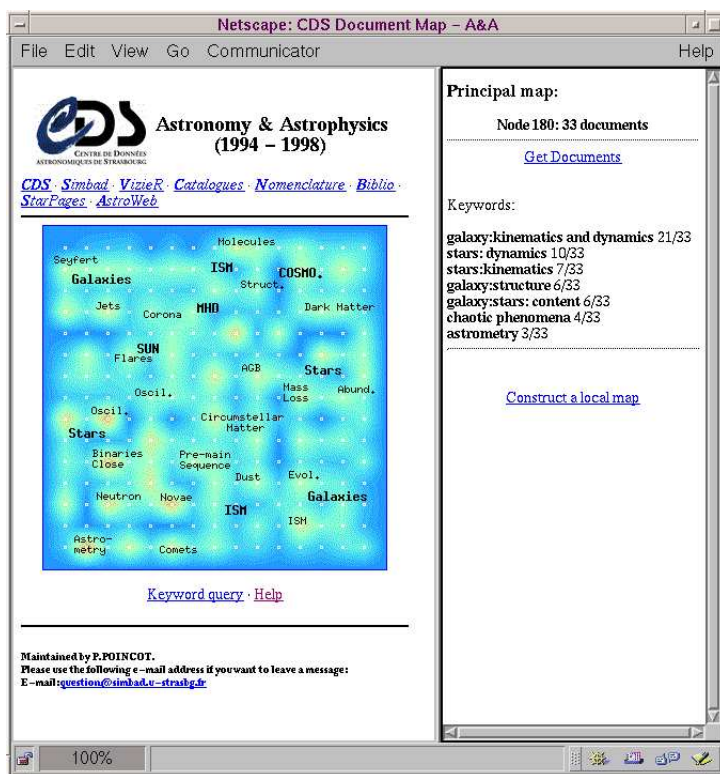 Netscape: CDS Document Map – A&A
File Edit View Go Communicator Help
CDS
CENTRE DE DONNÉES
ASTRONOMIQUES DE STRASBOURG
Astronomy & Astrophysics
(1994 – 1998)
CDS · Simbad · VizieR · Catalogues · Nomenclature · Biblio ·
StarPages · AstroWeb
Molecules
Seyfert
ISM
COSMO.
Galaxies
Struct.
Jets
Corona
MHD
Dark Matter
SUN
Flares
AGB
Stars
Oscil.
Mass
Loss
Abund.
Oscil.
Circumstellar
Matter
Stars
Binaries
Close
Pre-main
Sequence
Dust
Evol.
Neutron
Novae
Galaxies
ISM
ISM
Astro-
metry
Comets
Keyword query · Help
Maintained by P.POINCOT.
Please use the following e-mail address if you want to leave a message:
E-mail:question@simbad.u-strasbg.fr
Principal map:
Node 180: 33 documents
Get Documents
Keywords:
galaxy:kinematics and dynamics 21/33
stars: dynamics 10/33
stars:kinematics 7/33
galaxy:structure 6/33
galaxy:stars: content 6/33
chaotic phenomena 4/33
astrometry 3/33
Construct a local map
100%